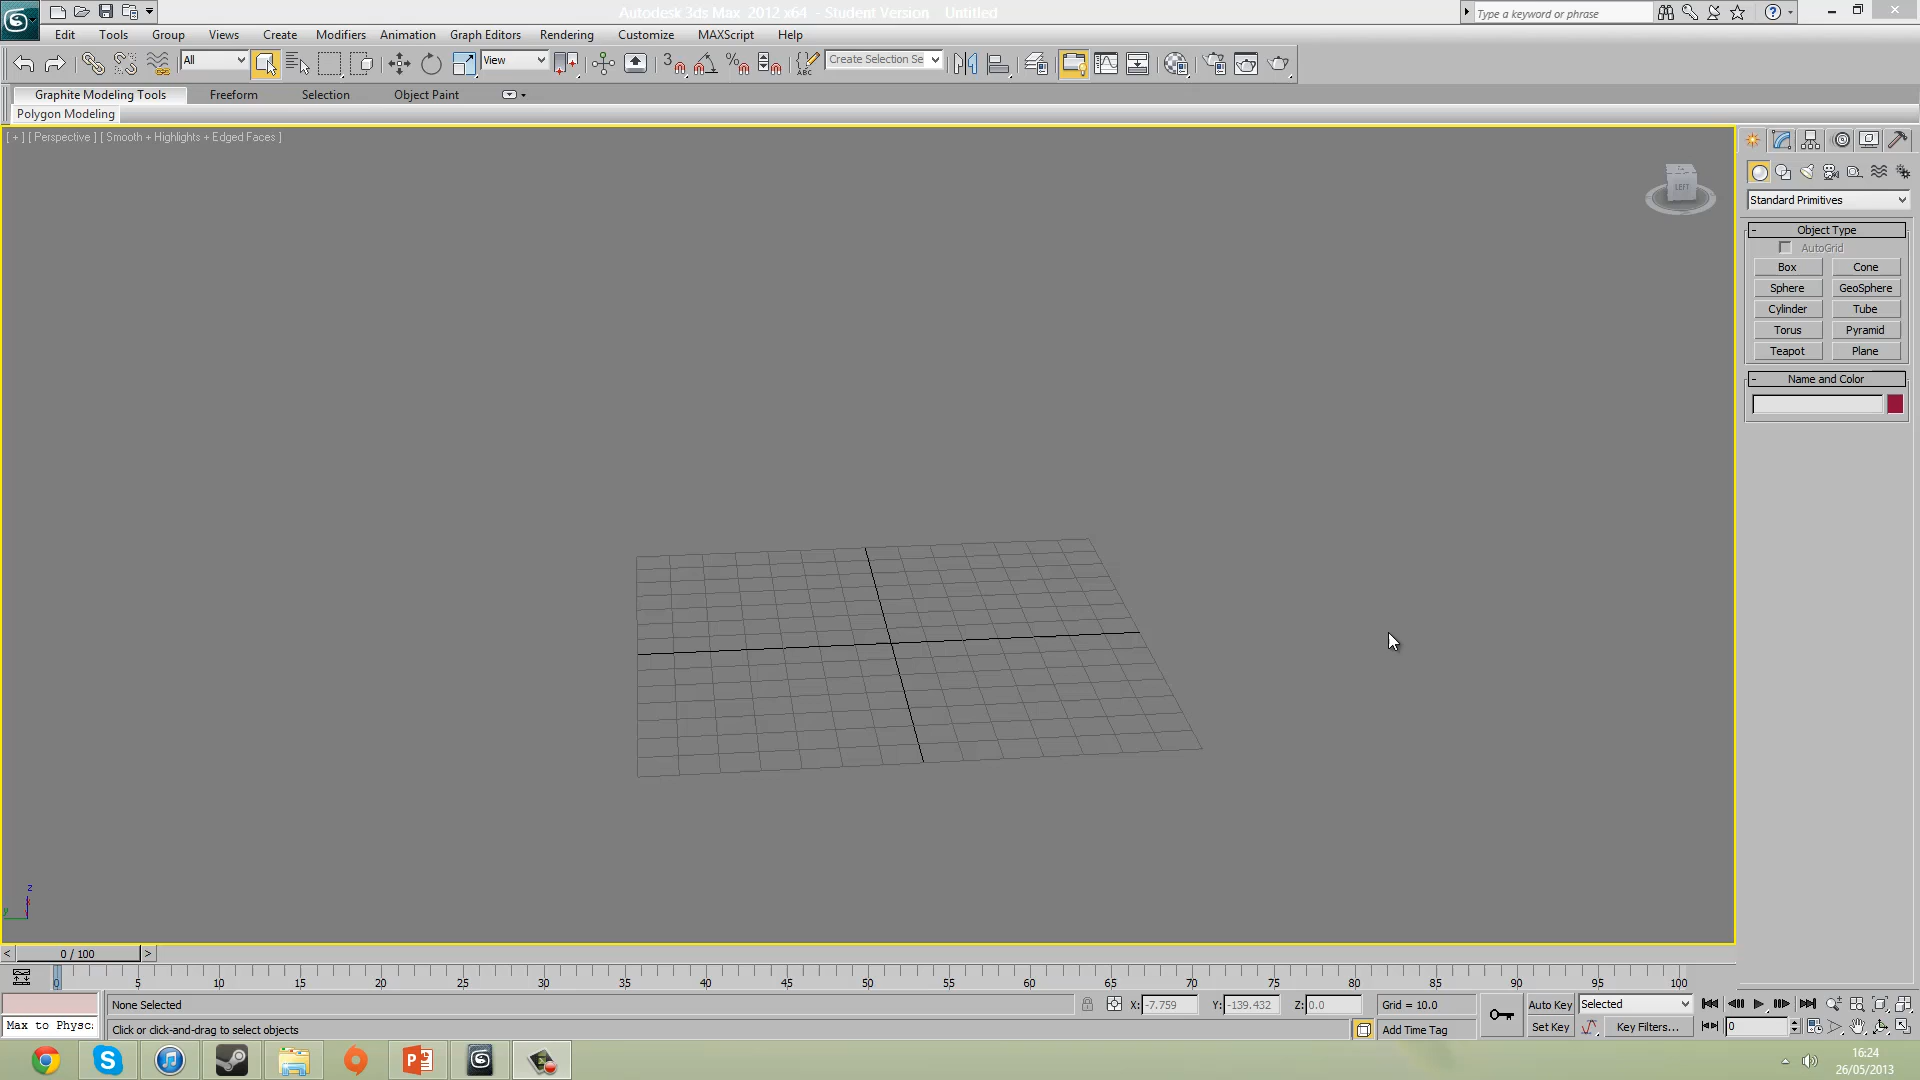 Autodesk 3ds Max 2012 x64 - Student Version Untitled
Type a keyword or phrase
Edit Tools Group Views Create Modifiers Animation Graph Editors Rendering Customize MAXScript Help
All View Create Selection Se
Graphite Modeling Tools Freeform Selection Object Paint
Polygon Modeling
[ + ] [ Perspective ] [ Smooth + Highlights + Edged Faces ]
LEFT
Standard Primitives
- Object Type
AutoGrid
Box Cone
Sphere GeoSphere
Cylinder Tube
Torus Pyramid
Teapot Plane
- Name and Color
z
y
< 0 / 100 >
0 5 10 15 20 25 30 35 40 45 50 55 60 65 70 75 80 85 90 95 100
None Selected X: -7.759 Y: -139.432 Z: 0.0 Grid = 10.0 Auto Key Selected
Max to Physc: Click or click-and-drag to select objects Add Time Tag Set Key Key Filters... 0
16:24
26/05/2013